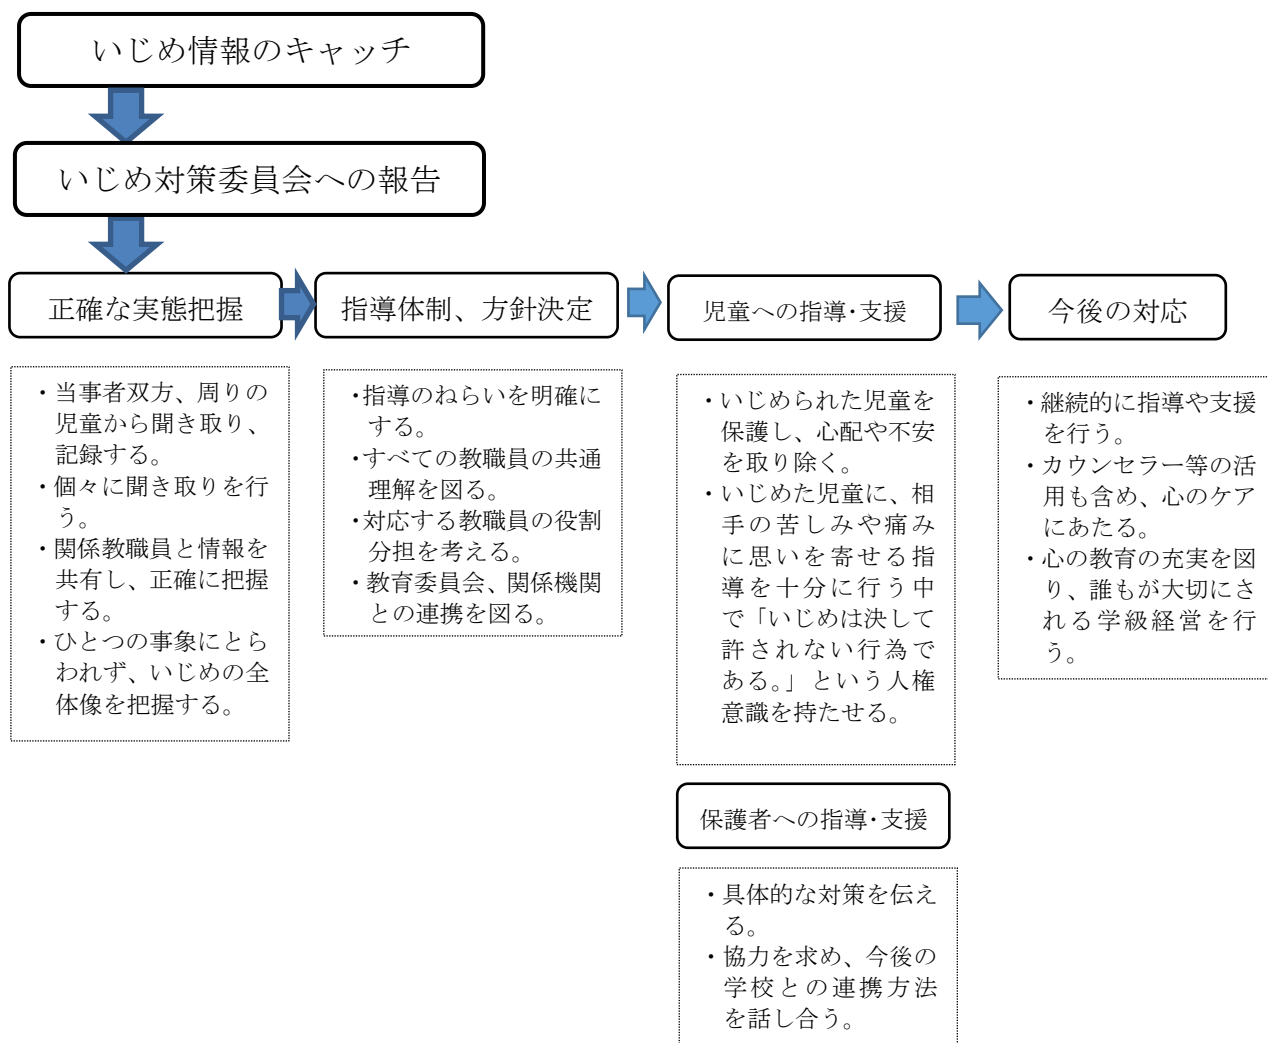 いじめ情報のキャッチ
いじめ対策委員会への報告
正確な実態把握
・当事者双方、周りの
児童から聞き取り、
記録する。
・個々に聞き取りを行
う。
・関係教職員と情報を
共有し、正確に把握
する。
・ひとつの事象にとら
われず、いじめの全
体像を把握する。
指導体制、方針決定
・指導のねらいを明確に
する。
・すべての教職員の共通
理解を図る。
・対応する教職員の役割
分担を考える。
・教育委員会、関係機関
との連携を図る。
児童への指導・支援
・いじめられた児童を
保護し、心配や不安
を取り除く。
・いじめた児童に、相
手の苦しみや痛み
に思いを寄せる指
導を十分に行う中
で「いじめは決して
許されない行為で
ある。」という人権
意識を持たせる。
保護者への指導・支援
・具体的な対策を伝え
る。
・協力を求め、今後の
学校との連携方法
を話し合う。
今後の対応
・継続的に指導や支援
を行う。
・カウンセラー等の活
用も含め、心のケア
にあたる。
・心の教育の充実を図
り、誰もが大切にさ
れる学級経営を行
う。